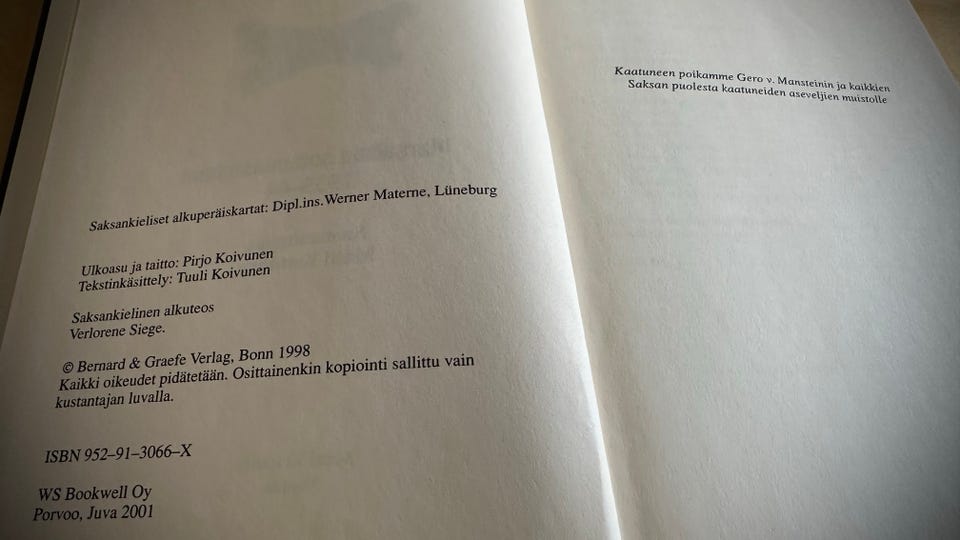 Saksankieliset alkuperäiskartat: Dipl.ins.Werner Materne, Lüneburg
Ulkoasu ja taitto: Pirjo Koivunen
Tekstinkäsittely: Tuuli Koivunen
Saksankielinen alkuteos
Verlorene Siege.
© Bernard & Graefe Verlag, Bonn 1998
Kaikki oikeudet pidätetään. Osittainenkin kopiointi sallittu vain
kustantajan luvalla.
ISBN 952–91–3066–X
WS Bookwell Oy
Porvoo, Juva 2001
Kaatuneen poikamme Gero v. Mansteinin ja kaikkien
Saksan puolesta kaatuneiden aseveljien muistolle